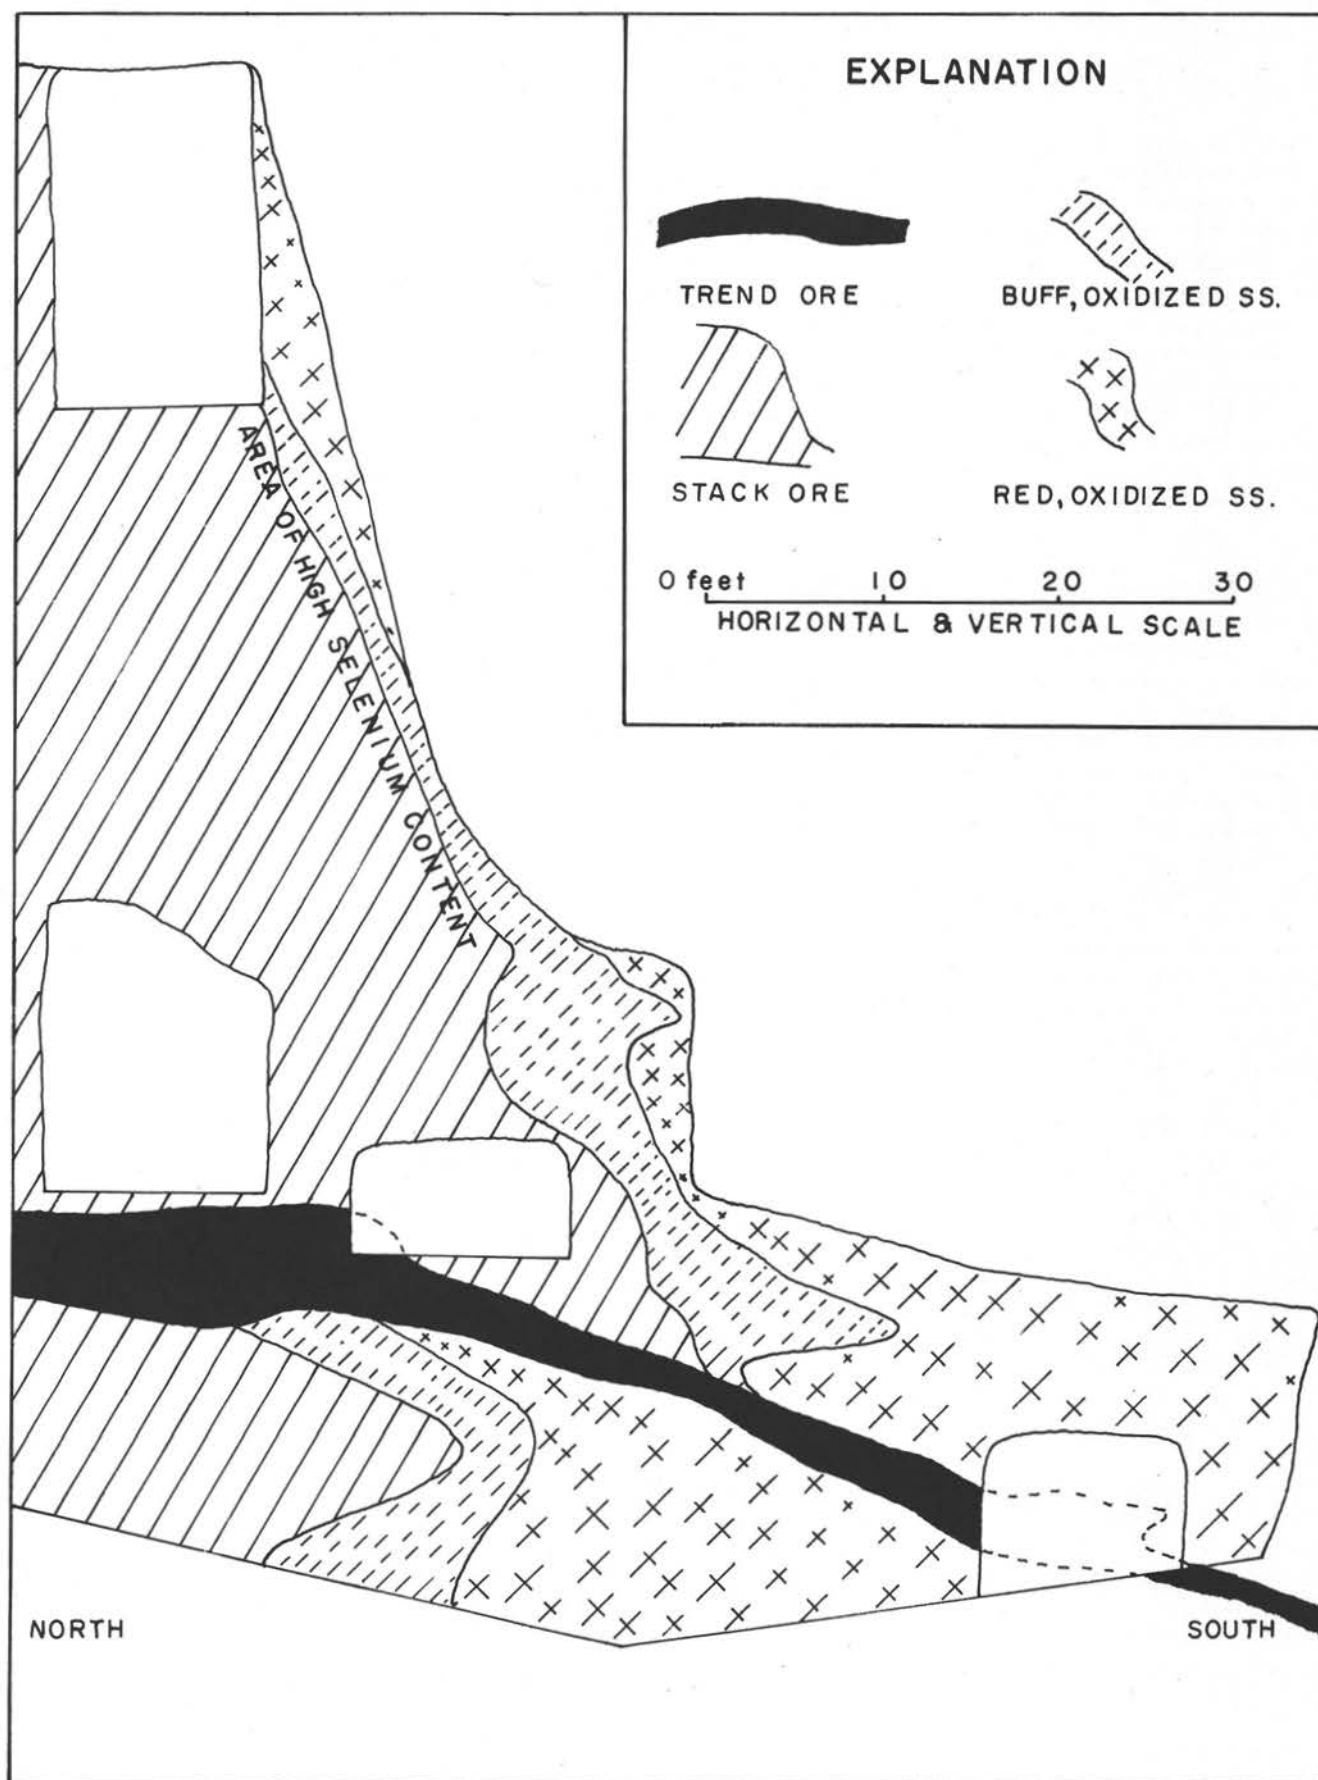 EXPLANATION
TREND ORE
BUFF, OXIDIZED SS.
STACK ORE
RED, OXIDIZED SS.
0 feet 10 20 30
HORIZONTAL & VERTICAL SCALE
AREA OF HIGH SELENIUM CONTENT
NORTH
SOUTH